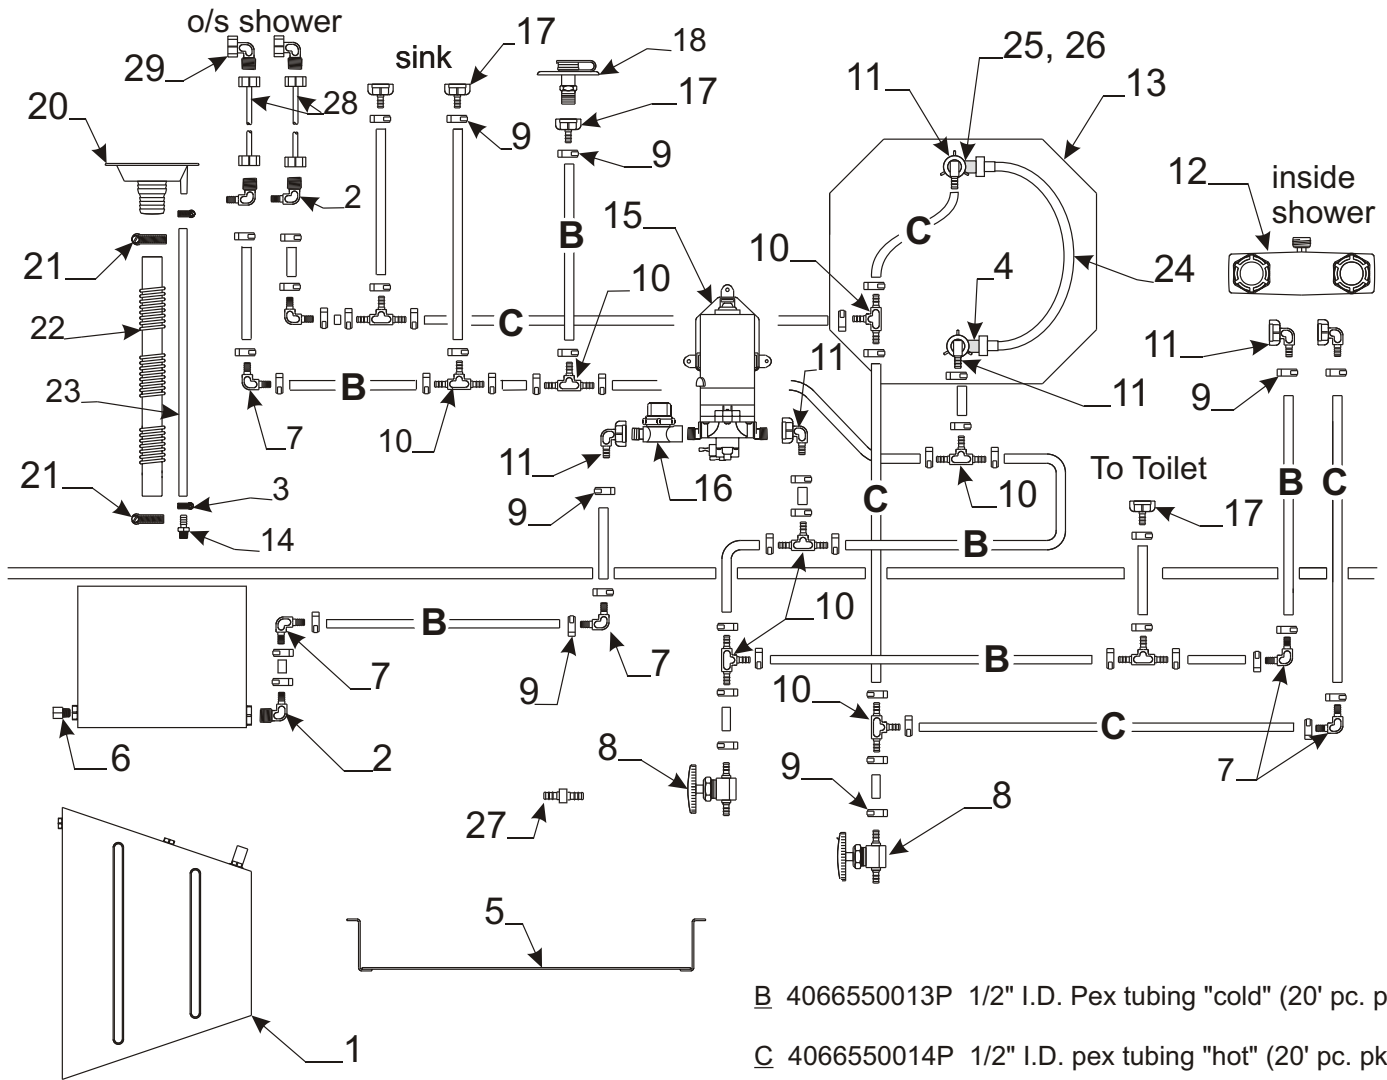 o/s shower
sink
17
18
25, 26
29
11
13
28
17
20
9
9
12
inside
shower
2
B
C
15
10
21
10
4
24
22
C
11
B
11
9
23
7
10
10
11
11
16
To Toilet
21
3
9
C
10
B
C
17
14
B
10
B
7
9
7
B
10
C
6
2
8
9
7
8
27
5
1
B 4066550013P 1/2" I.D. Pex tubing "cold" (20' pc. p
C 4066550014P 1/2" I.D. pex tubing "hot" (20' pc. pk